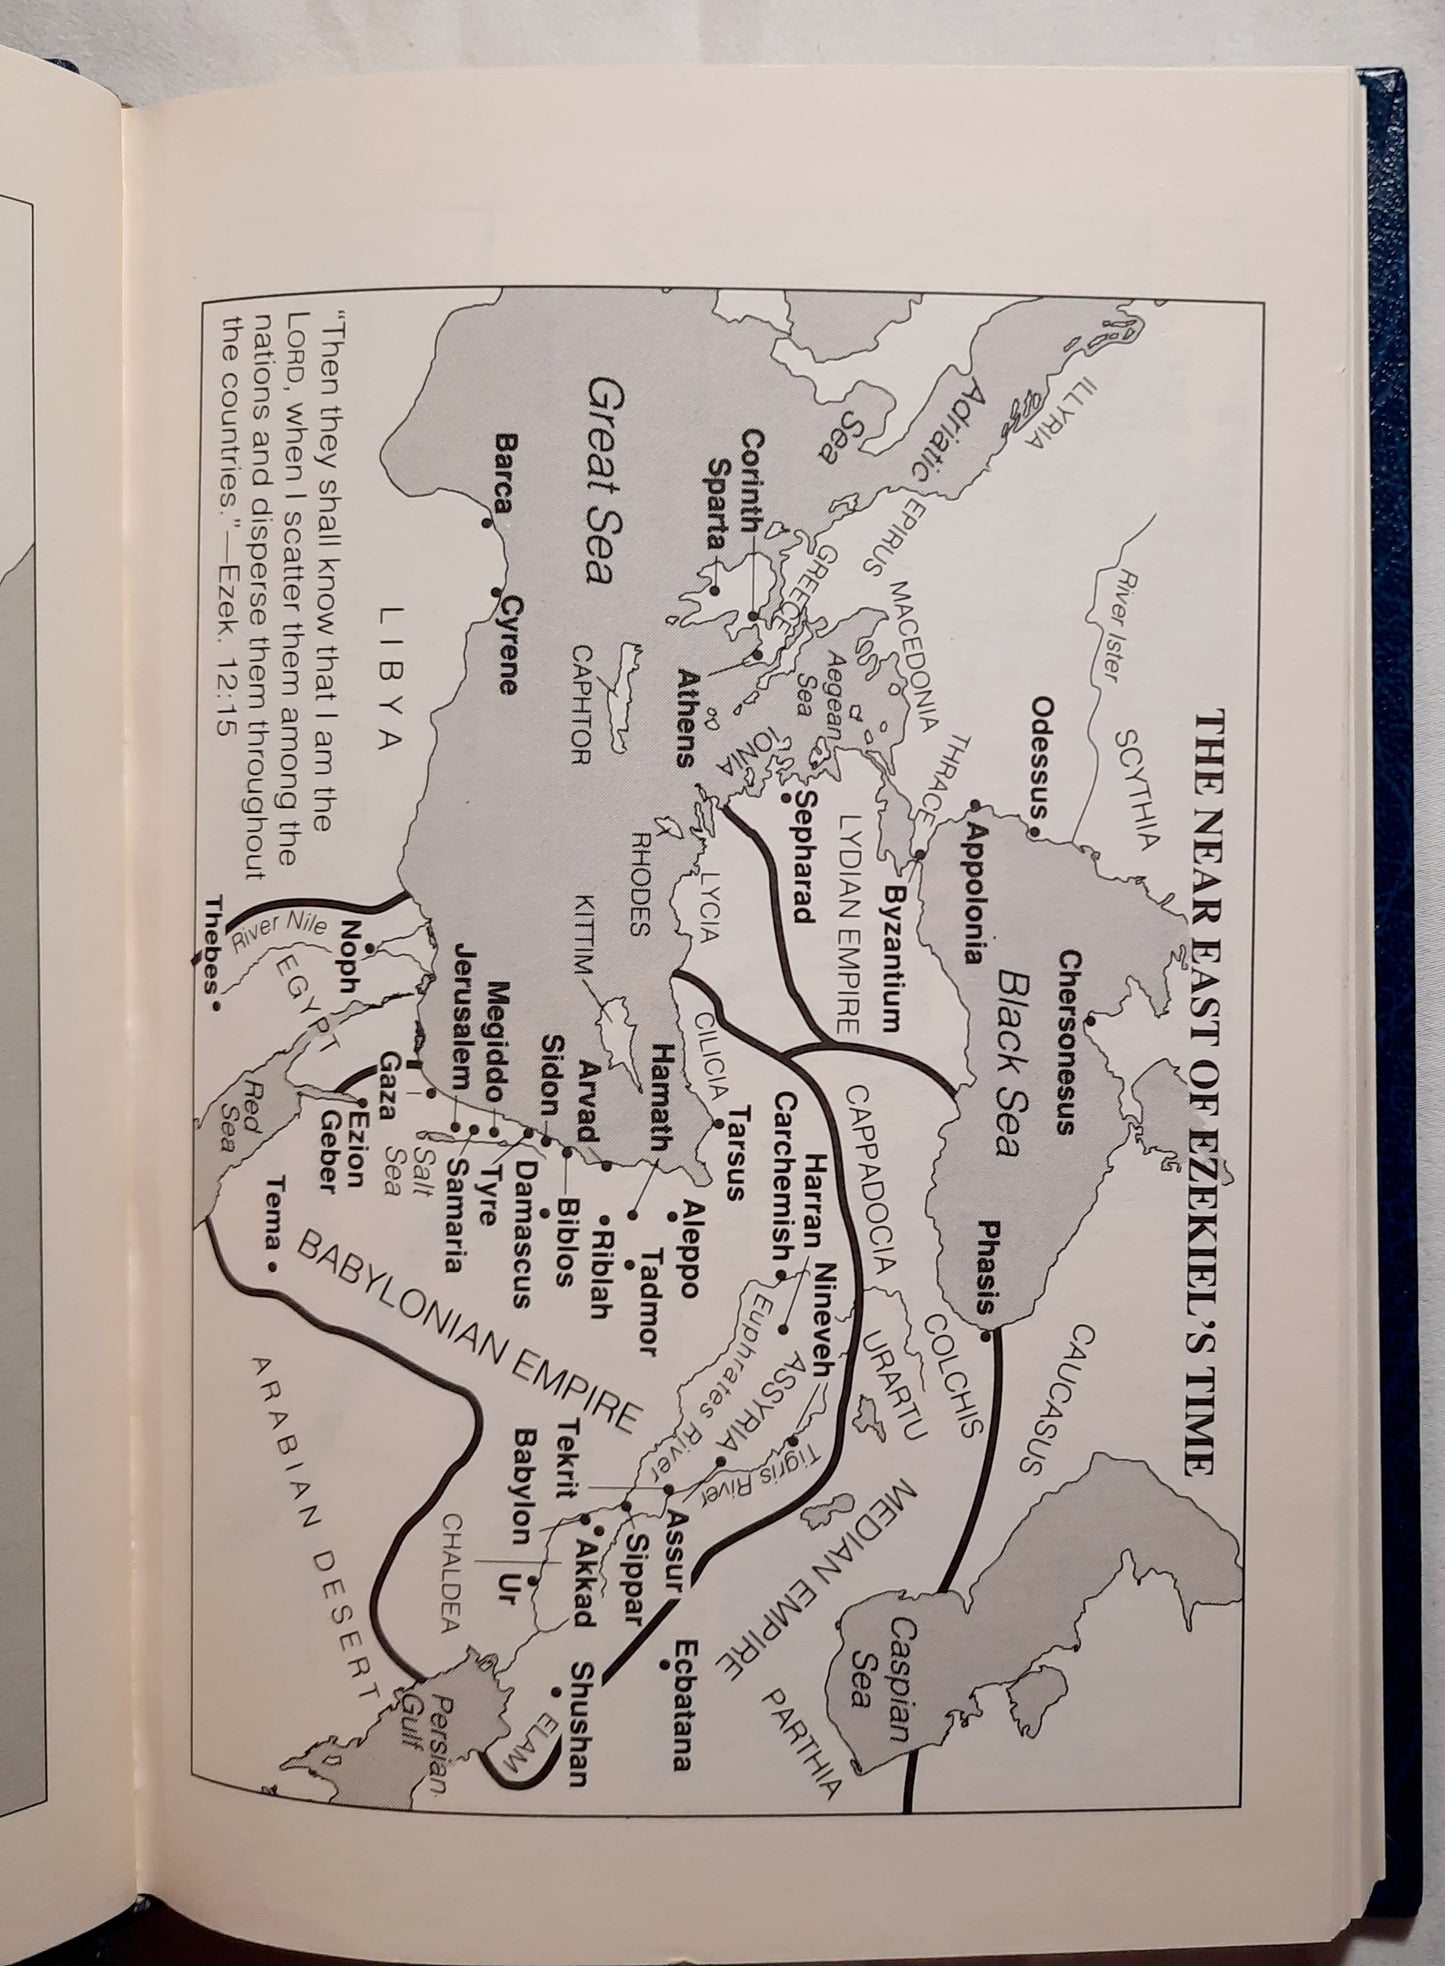 THE NEAR EAST OF EZEKIEL'S TIME
ILLYRIA
Adriatic
Sea
River Ister
SCYTHIA
Odessus
Appolonia
Chersonesus
Black Sea
Phasis
CAUCASUS
COLCHIS
Caspian
Sea
EPIRUS
MACEDONIA
THRACE
Byzantium
GREECE
Aegean
Sea
IONIA
Corinth
Sparta
Athens
Sepharad
LYDIAN EMPIRE
CAPPADOCIA
URARTU
MEDIAN EMPIRE
PARTHIA
LYCIA
CILICIA
Tarsus
Carchemish
Harran
Nineveh
ASSYRIA
Tigris River
Euphrates River
Great Sea
CAPHTOR
RHODES
KITTIM
Hamath
Arvad
Sidon
Megiddo
Jerusalem
Gaza
Aleppo
Tadmor
Riblah
Biblos
Damascus
Tyre
Samaria
Salt
Sea
Ezion
Geber
Tema
BABYLONIAN EMPIRE
Tekrit
Babylon
Assur
Sippar
Akkad
Ur
Ecbatana
Shushan
ELAM
CHALDEA
Persian
Gulf
ARABIAN DESERT
Barca
Cyrene
LIBYA
Noph
River Nile
EGYPT
Thebes
Red
Sea
“Then they shall know that I am the
LORD, when I scatter them among the
nations and disperse them throughout
the countries.”—Ezek. 12:15